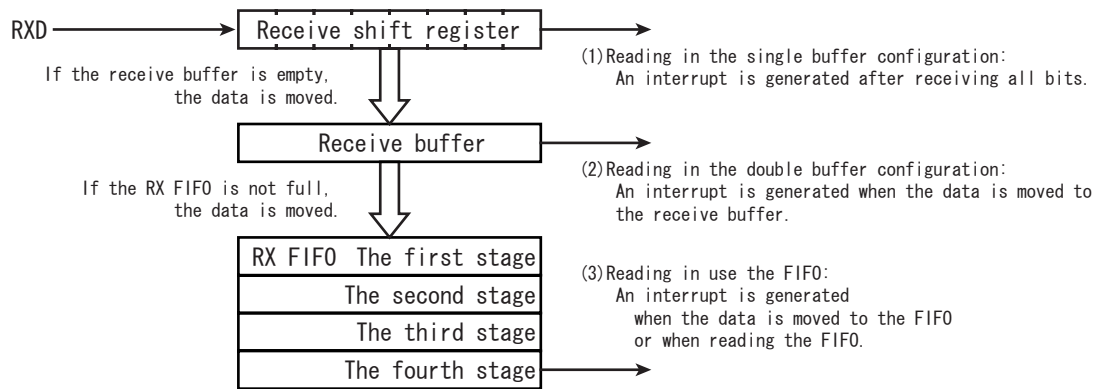 RXD
Receive shift register
(1)Reading in the single buffer configuration:
An interrupt is generated after receiving all bits.
If the receive buffer is empty,
the data is moved.
Receive buffer
(2)Reading in the double buffer configuration:
An interrupt is generated when the data is moved to
the receive buffer.
If the RX FIFO is not full,
the data is moved.
RX FIFO The first stage
The second stage
The third stage
The fourth stage
(3)Reading in use the FIFO:
An interrupt is generated
when the data is moved to the FIFO
or when reading the FIFO.